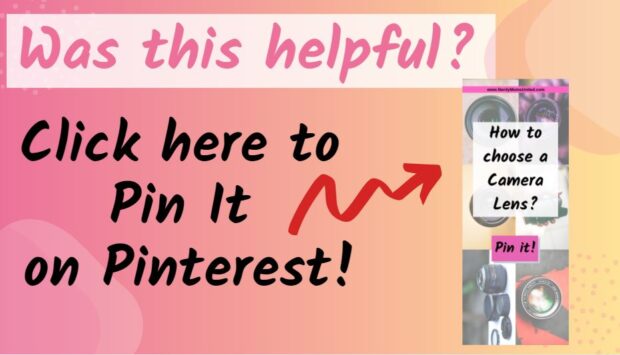 Was this helpful?
Click here to
Pin It
on Pinterest!
www.NerdyMomsUnited.com
How to
choose a
Camera
Lens?
Pin it!